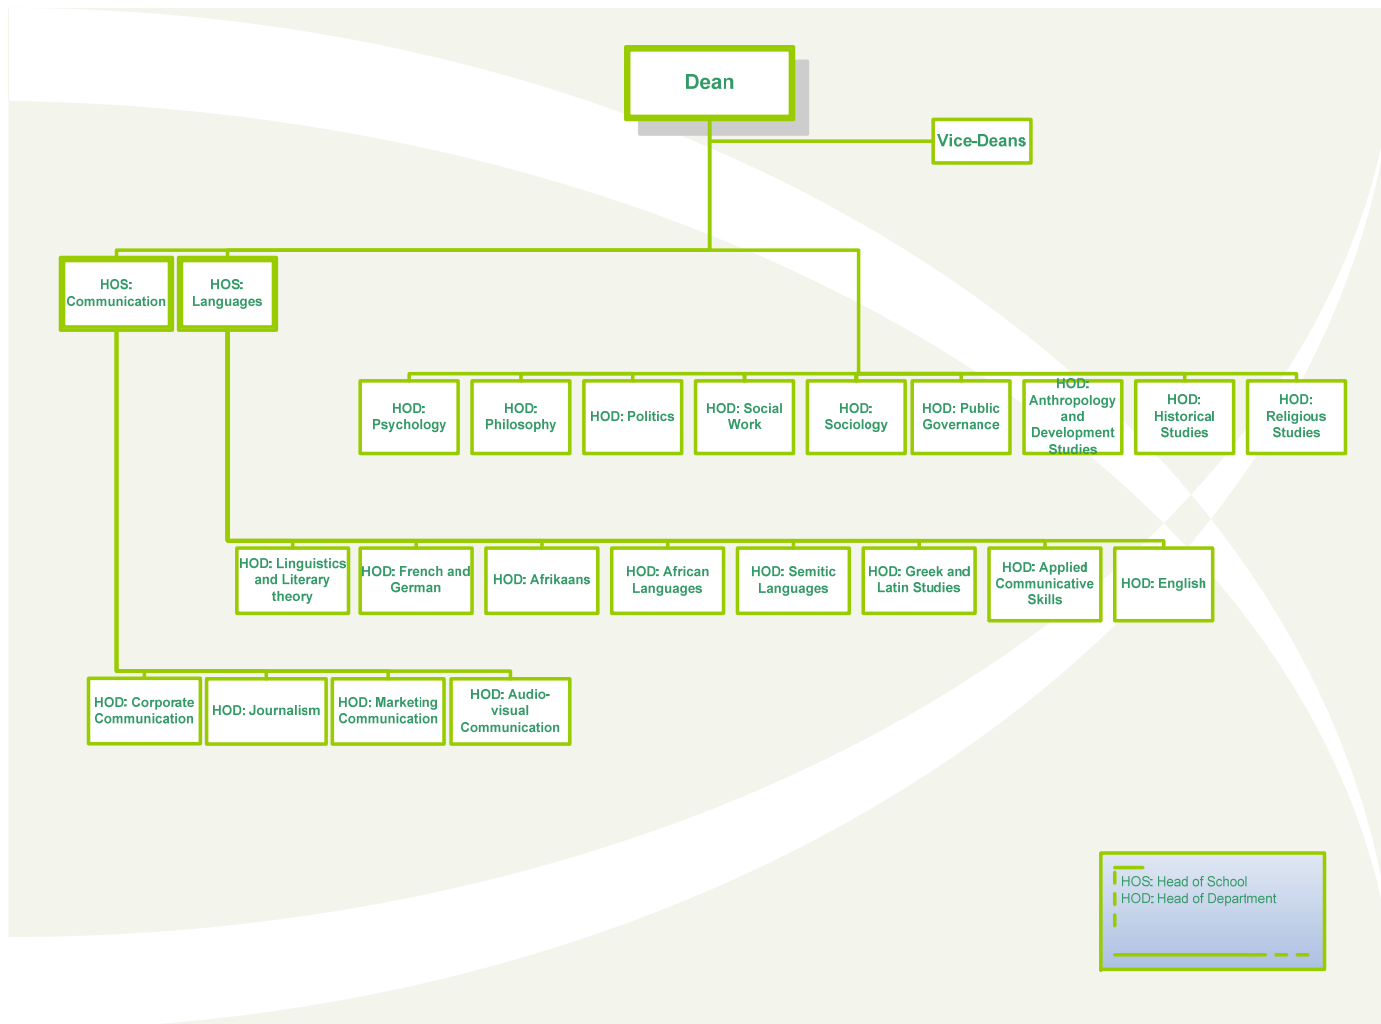 Dean
Vice-Deans
HOS:
Communication
HOS:
Languages
HOD:
Psychology
HOD:
Philosophy
HOD: Politics
HOD: Social
Work
HOD:
Sociology
HOD: Public
Governance
HOD:
Anthropology
and
Development
Studies
HOD:
Historical
Studies
HOD:
Religious
Studies
HOD: Linguistics
and Literary
theory
HOD: French and
German
HOD: Afrikaans
HOD: African
Languages
HOD: Semitic
Languages
HOD: Greek and
Latin Studies
HOD: Applied
Communicative
Skills
HOD: English
HOD: Corporate
Communication
HOD: Journalism
HOD: Marketing
Communication
HOD: Audio-
visual
Communication
HOS: Head of School
HOD: Head of Department